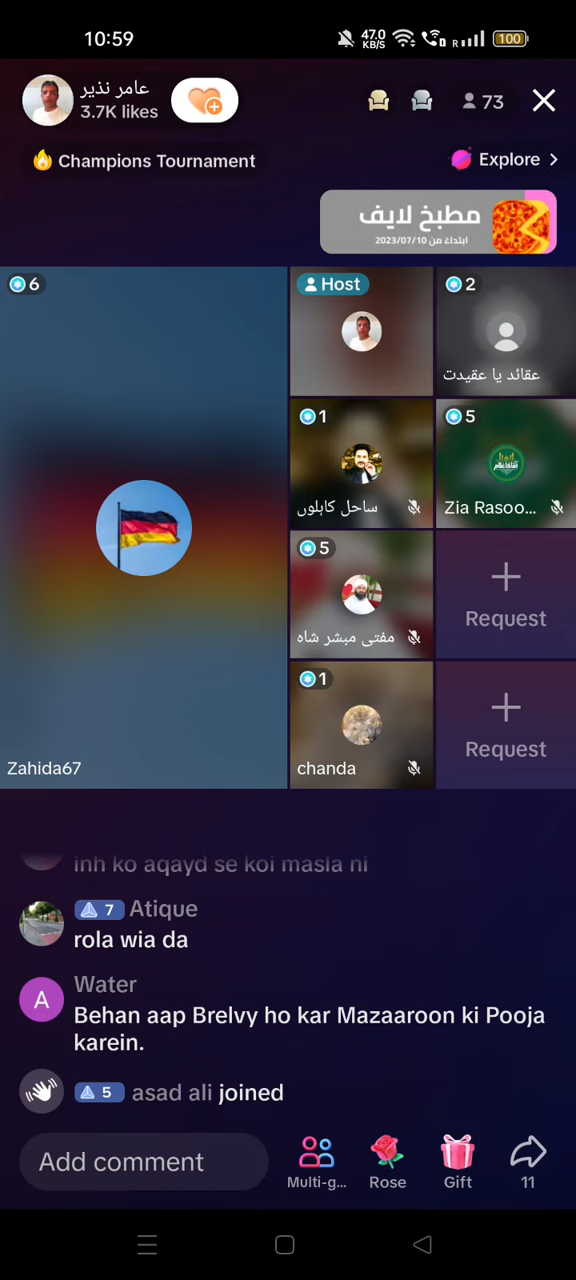 10:59
47.0
KB/S
R
100
عامر نذیر
3.7K likes
73
Champions Tournament
Explore
مطبخ لايف
ابتداءً من 2023/07/10
6
Host
2
عقائد یا عقیدت
1
ساحل کابلوں
5
Zia Rasoo...
5
مفتی مبشر شاہ
Request
Zahida67
1
chanda
Request
inh ko aqayd se koi masla ni
7 Atique
rola wia da
A
Water
Behan aap Brelvy ho kar Mazaaroon ki Pooja
karein.
5 asad ali joined
Add comment
Multi-g...
Rose
Gift
11